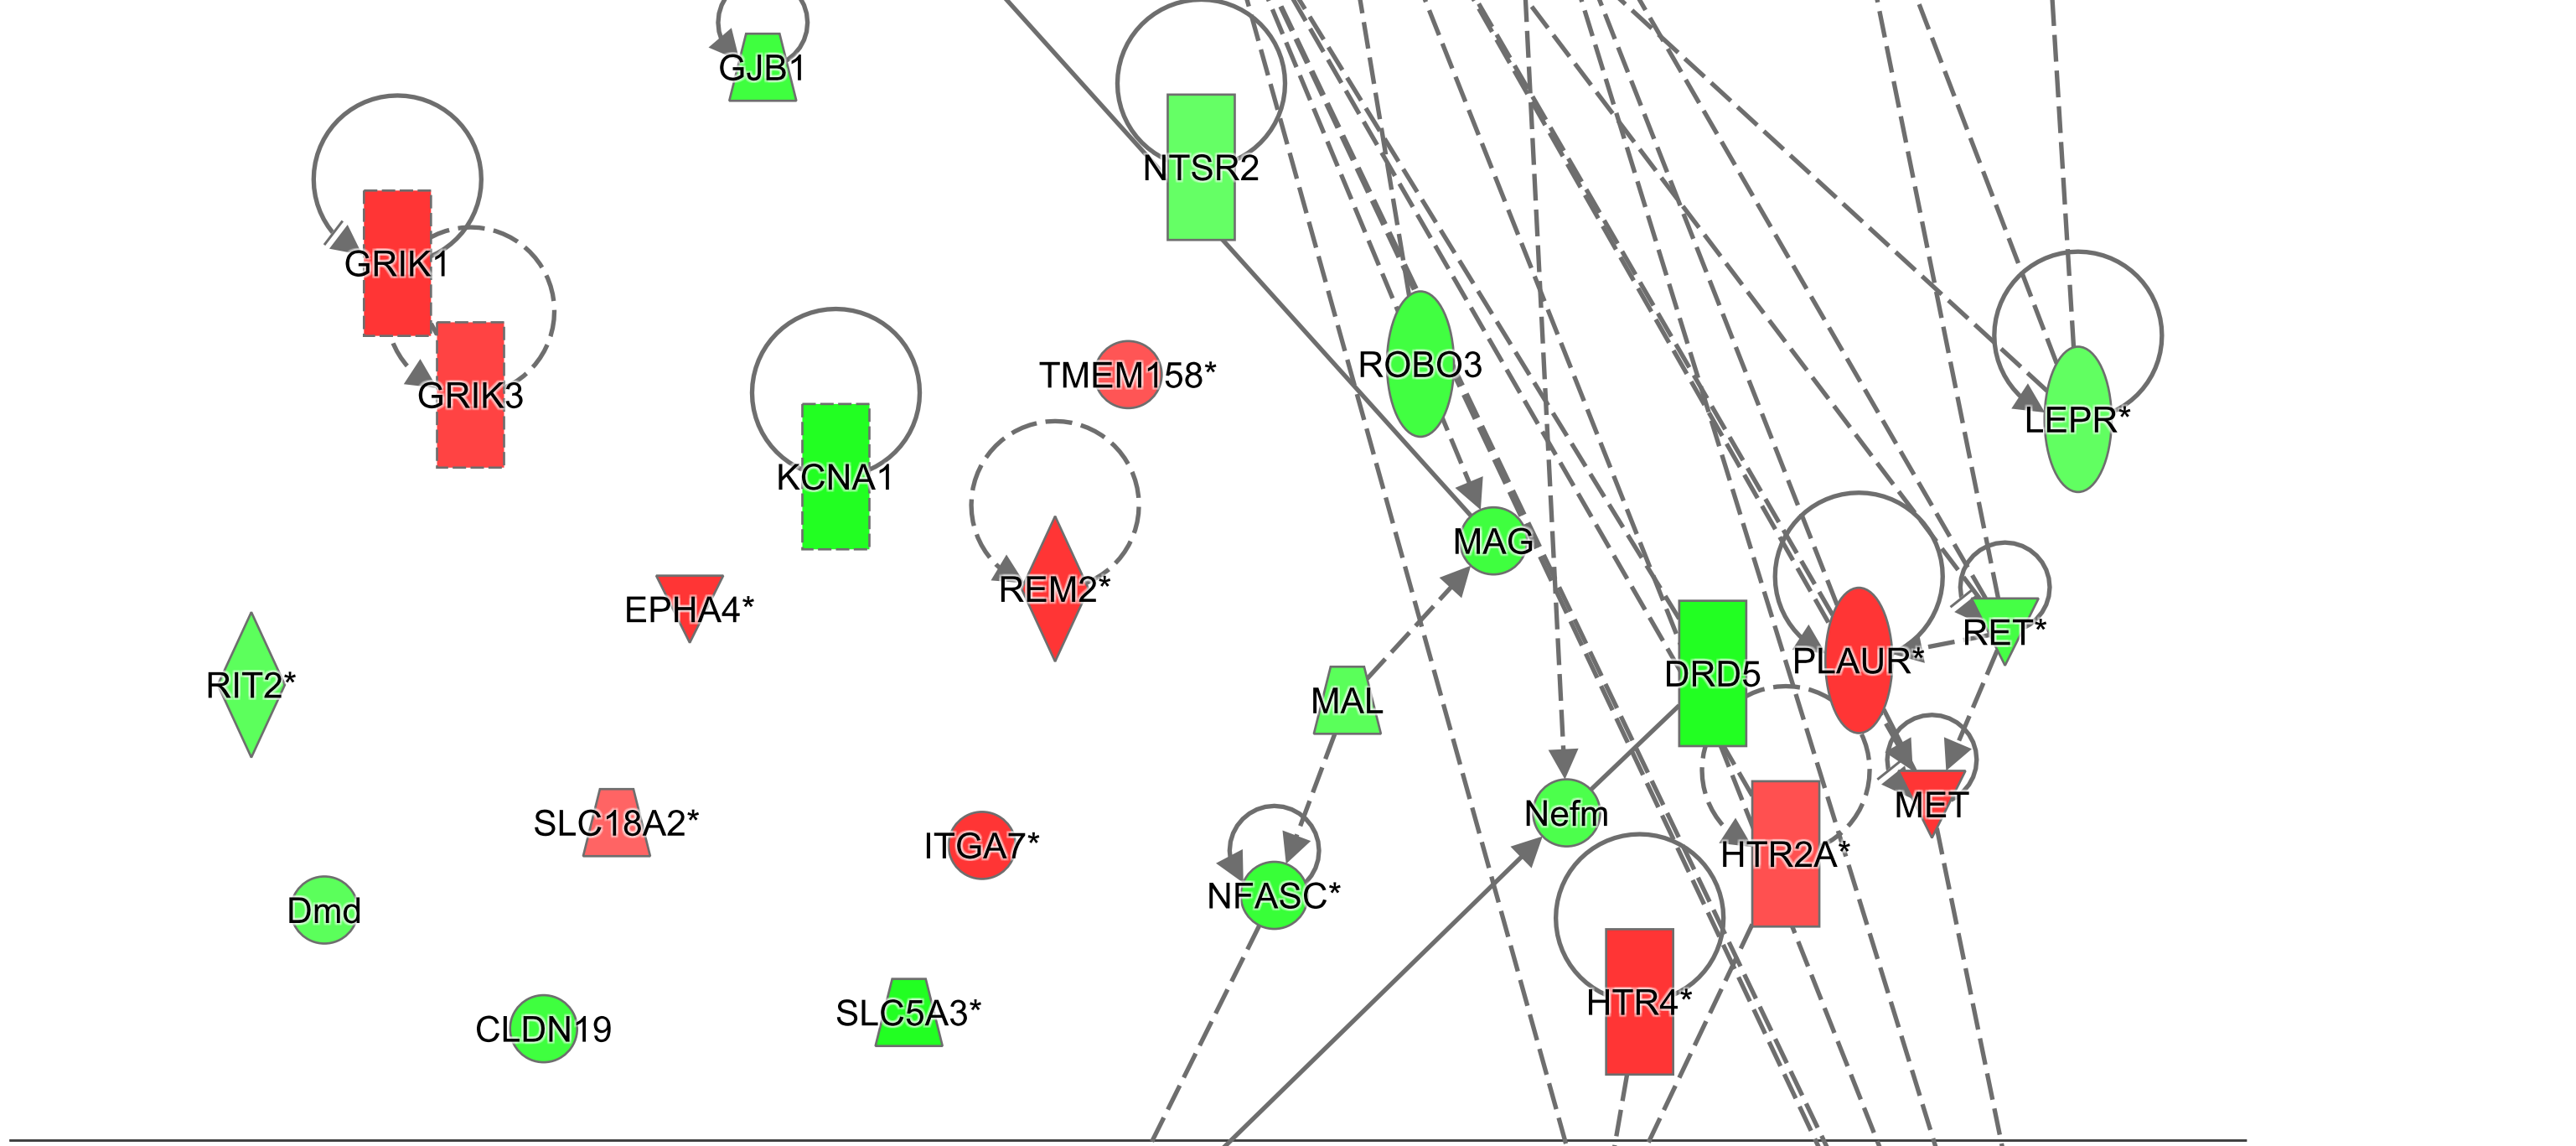 GJB1
NTSR2
GRIK1
ROBO3
TMEM158*
GRIK3
LEPR*
KCNA1
MAG
REM2*
EPHA4*
RET*
PLAUR*
DRD5
RIT2*
MAL
MET
Nefm
SLC18A2*
ITGA7*
HTR2A*
NFASC*
Dmd
HTR4*
SLC5A3*
CLDN19